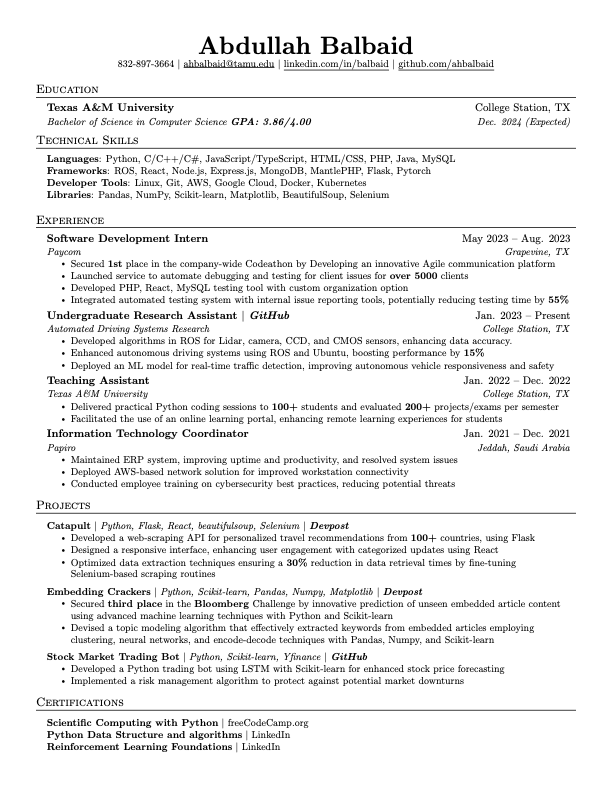 Abdullah Balbaid
832-897-3664 | ahbalbaid@tamu.edu | linkedin.com/in/balbaid | github.com/ahbalbaid
Education
Texas A&M University College Station, TX
Bachelor of Science in Computer Science GPA: 3.86/4.00 Dec. 2024 (Expected)
Technical Skills
Languages: Python, C/C++/C#, JavaScript/TypeScript, HTML/CSS, PHP, Java, MySQL
Frameworks: ROS, React, Node.js, Express.js, MongoDB, MantlePHP, Flask, Pytorch
Developer Tools: Linux, Git, AWS, Google Cloud, Docker, Kubernetes
Libraries: Pandas, NumPy, Scikit-learn, Matplotlib, BeautifulSoup, Selenium
Experience
Software Development Intern May 2023 – Aug. 2023
Paycom Grapevine, TX
• Secured 1st place in the company-wide Codeathon by Developing an innovative Agile communication platform
• Launched service to automate debugging and testing for client issues for over 5000 clients
• Developed PHP, React, MySQL testing tool with custom organization option
• Integrated automated testing system with internal issue reporting tools, potentially reducing testing time by 55%
Undergraduate Research Assistant | GitHub Jan. 2023 – Present
Automated Driving Systems Research College Station, TX
• Developed algorithms in ROS for Lidar, camera, CCD, and CMOS sensors, enhancing data accuracy.
• Enhanced autonomous driving systems using ROS and Ubuntu, boosting performance by 15%
• Deployed an ML model for real-time traffic detection, improving autonomous vehicle responsiveness and safety
Teaching Assistant Jan. 2022 – Dec. 2022
Texas A&M University College Station, TX
• Delivered practical Python coding sessions to 100+ students and evaluated 200+ projects/exams per semester
• Facilitated the use of an online learning portal, enhancing remote learning experiences for students
Information Technology Coordinator Jan. 2021 – Dec. 2021
Papiro Jeddah, Saudi Arabia
• Maintained ERP system, improving uptime and productivity, and resolved system issues
• Deployed AWS-based network solution for improved workstation connectivity
• Conducted employee training on cybersecurity best practices, reducing potential threats
Projects
Catapult | Python, Flask, React, beautifulsoup, Selenium | Devpost
• Developed a web-scraping API for personalized travel recommendations from 100+ countries, using Flask
• Designed a responsive interface, enhancing user engagement with categorized updates using React
• Optimized data extraction techniques ensuring a 30% reduction in data retrieval times by fine-tuning
Selenium-based scraping routines
Embedding Crackers | Python, Scikit-learn, Pandas, Numpy, Matplotlib | Devpost
• Secured third place in the Bloomberg Challenge by innovative prediction of unseen embedded article content
using advanced machine learning techniques with Python and Scikit-learn
• Devised a topic modeling algorithm that effectively extracted keywords from embedded articles employing
clustering, neural networks, and encode-decode techniques with Pandas, Numpy, and Scikit-learn
Stock Market Trading Bot | Python, Scikit-learn, Yfinance | GitHub
• Developed a Python trading bot using LSTM with Scikit-learn for enhanced stock price forecasting
• Implemented a risk management algorithm to protect against potential market downturns
Certifications
Scientific Computing with Python | freeCodeCamp.org
Python Data Structure and algorithms | LinkedIn
Reinforcement Learning Foundations | LinkedIn